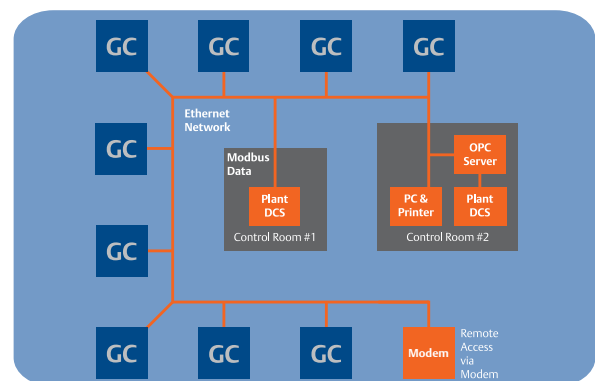 GC
GC
GC
GC
Ethernet
Network
GC
Modbus
Data
OPC
Server
Plant
DCS
PC &
Printer
Plant
DCS
Control Room #1
Control Room #2
GC
GC
GC
GC
Modem
Remote
Access
via
Modem